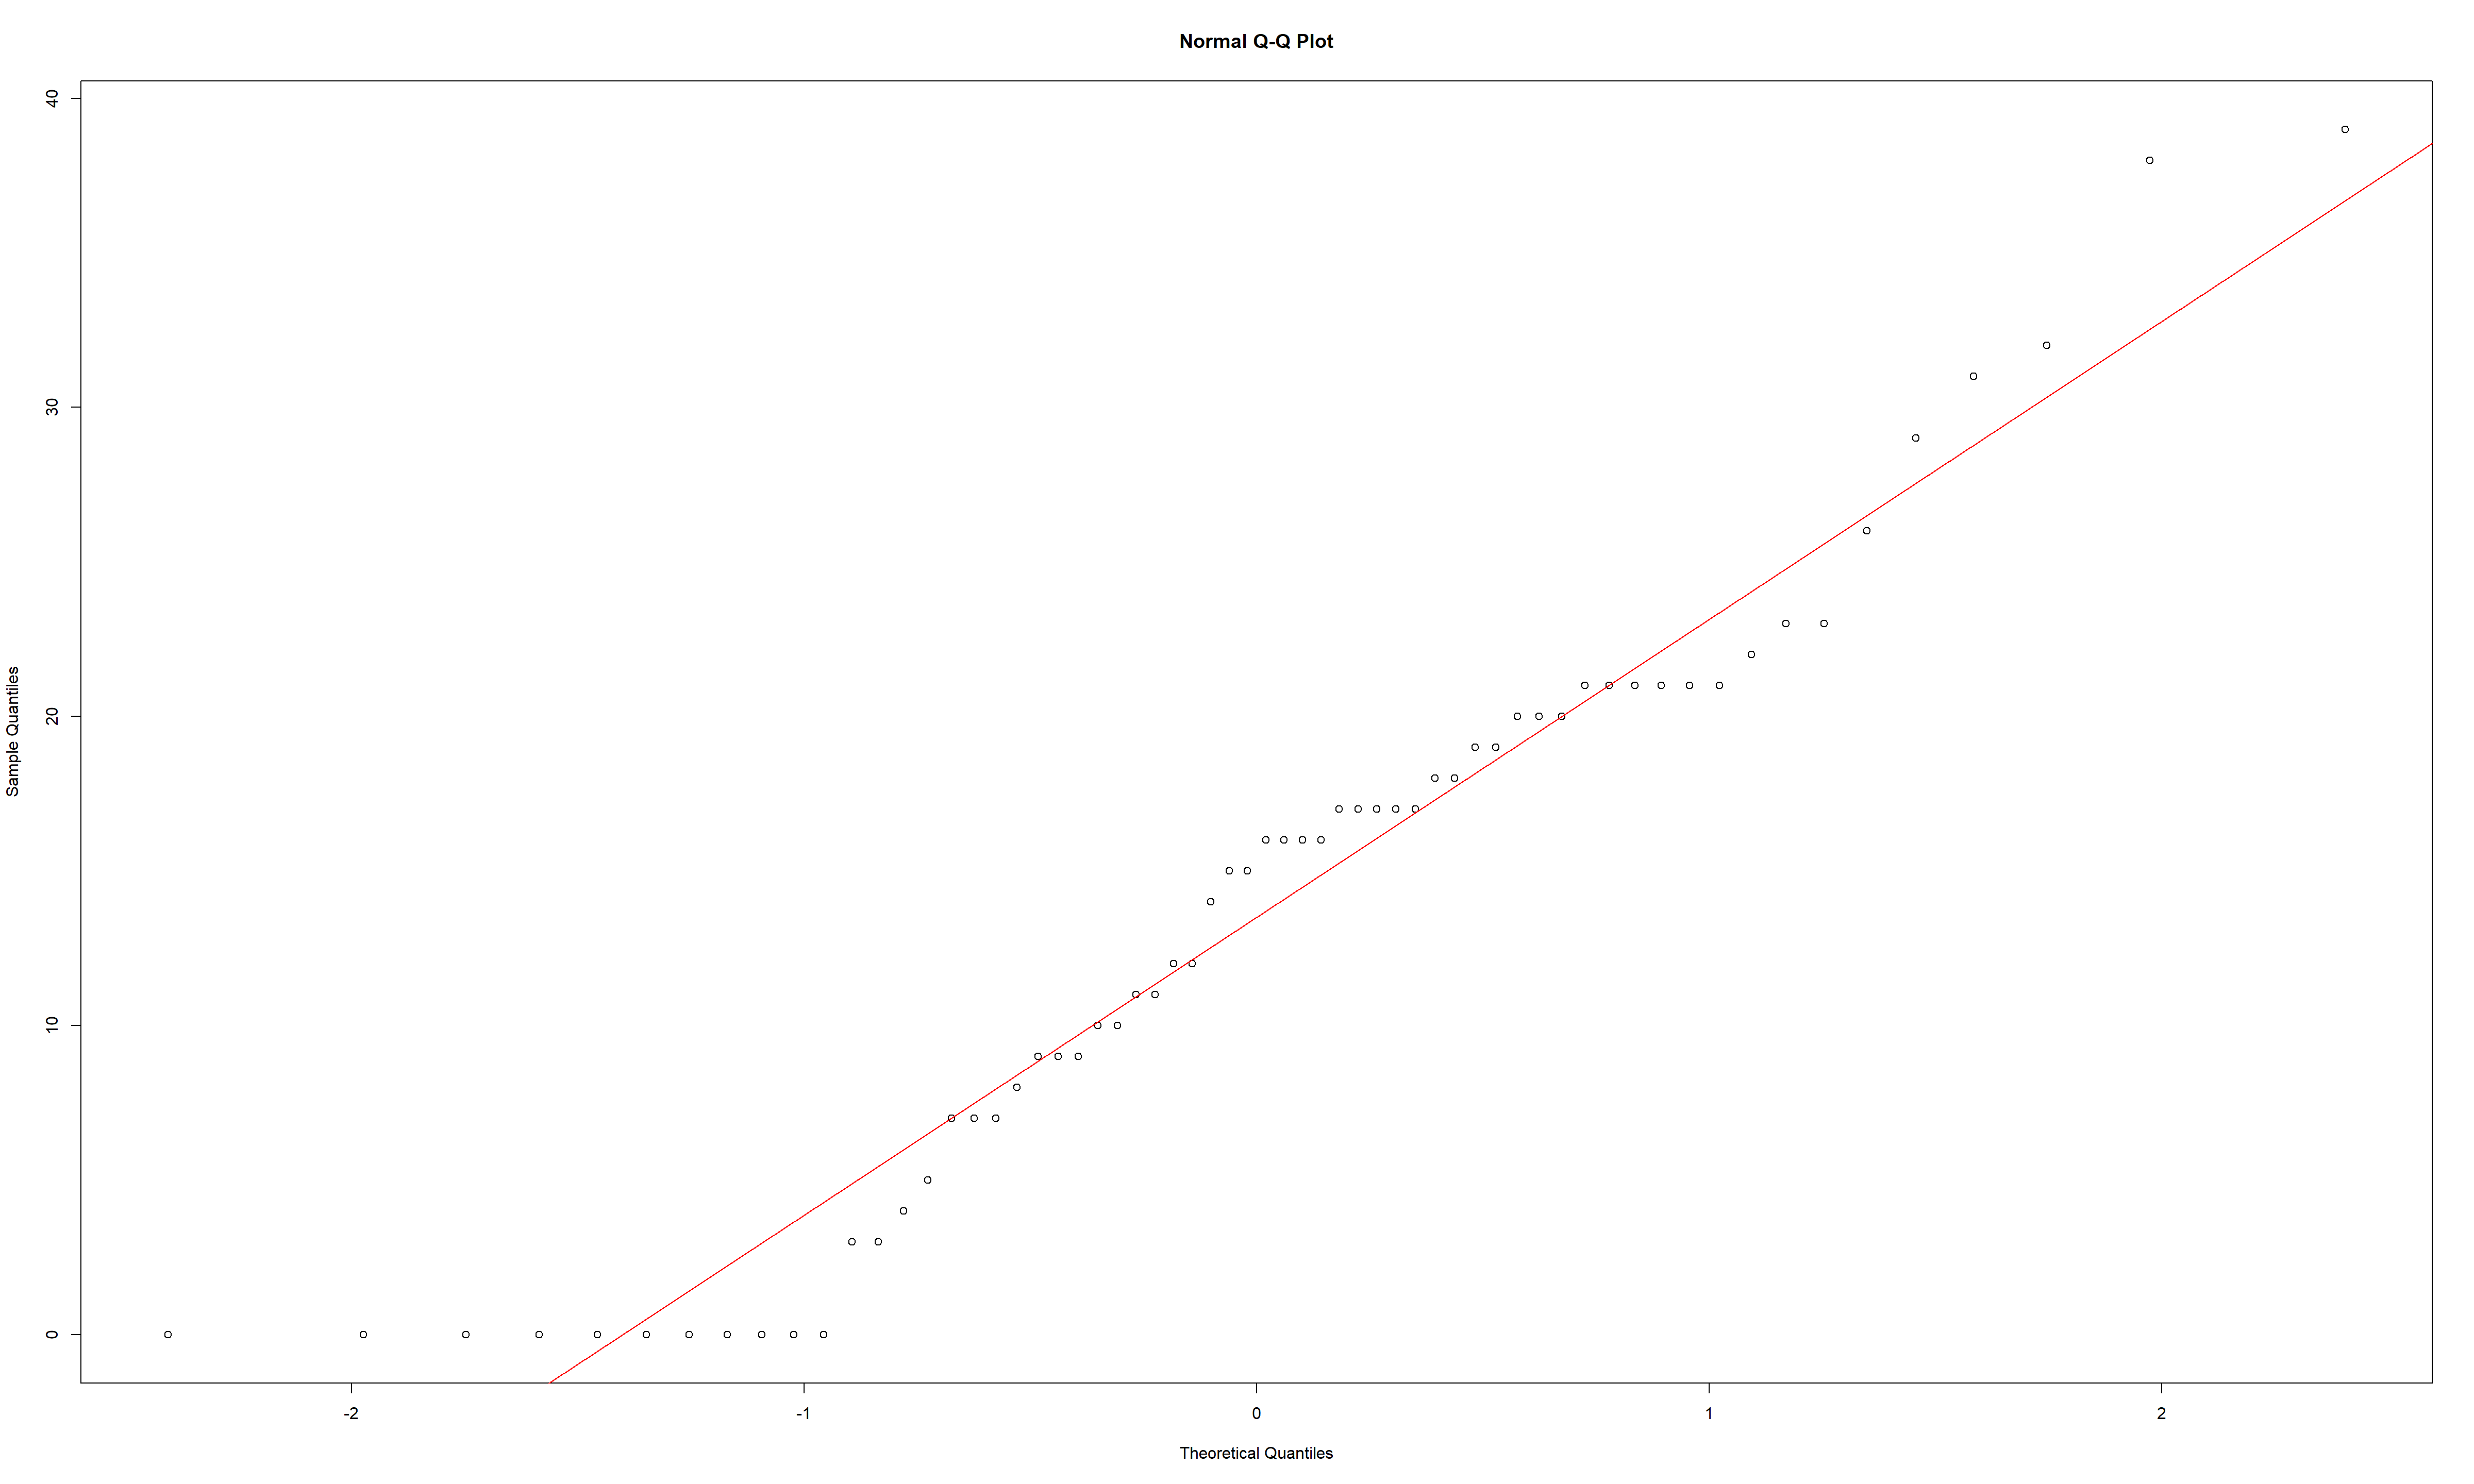 Normal Q-Q Plot
Sample Quantiles
40
30
20
10
0
-2 -1 0 1 2
Theoretical Quantiles